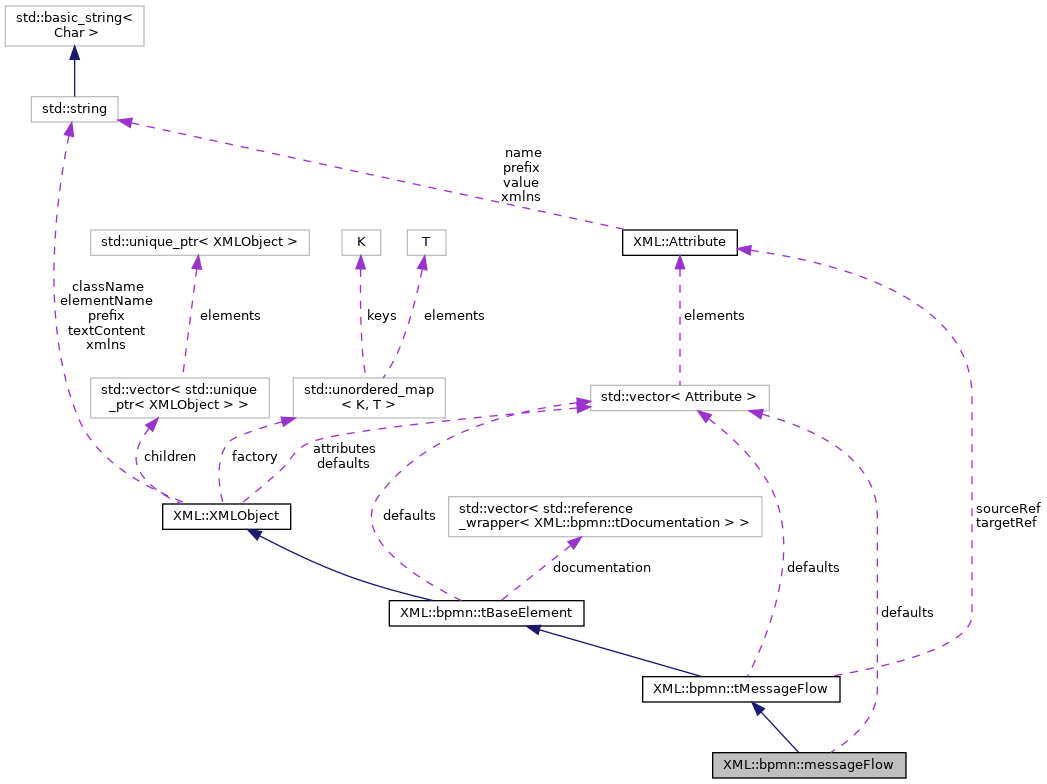 std::basic_string<
Char >
std::string
name
prefix
value
xmlns
std::unique_ptr< XMLObject >
K
T
XML::Attribute
className
elementName
prefix
textContent
xmlns
elements
keys
elements
elements
std::vector< std::unique
_ptr< XMLObject > >
std::unordered_map
< K, T >
std::vector< Attribute >
children
factory
attributes
defaults
XML::XMLObject
defaults
std::vector< std::reference
_wrapper< XML::bpmn::tDocumentation > >
sourceRef
targetRef
documentation
defaults
XML::bpmn::tBaseElement
defaults
XML::bpmn::tMessageFlow
XML::bpmn::messageFlow